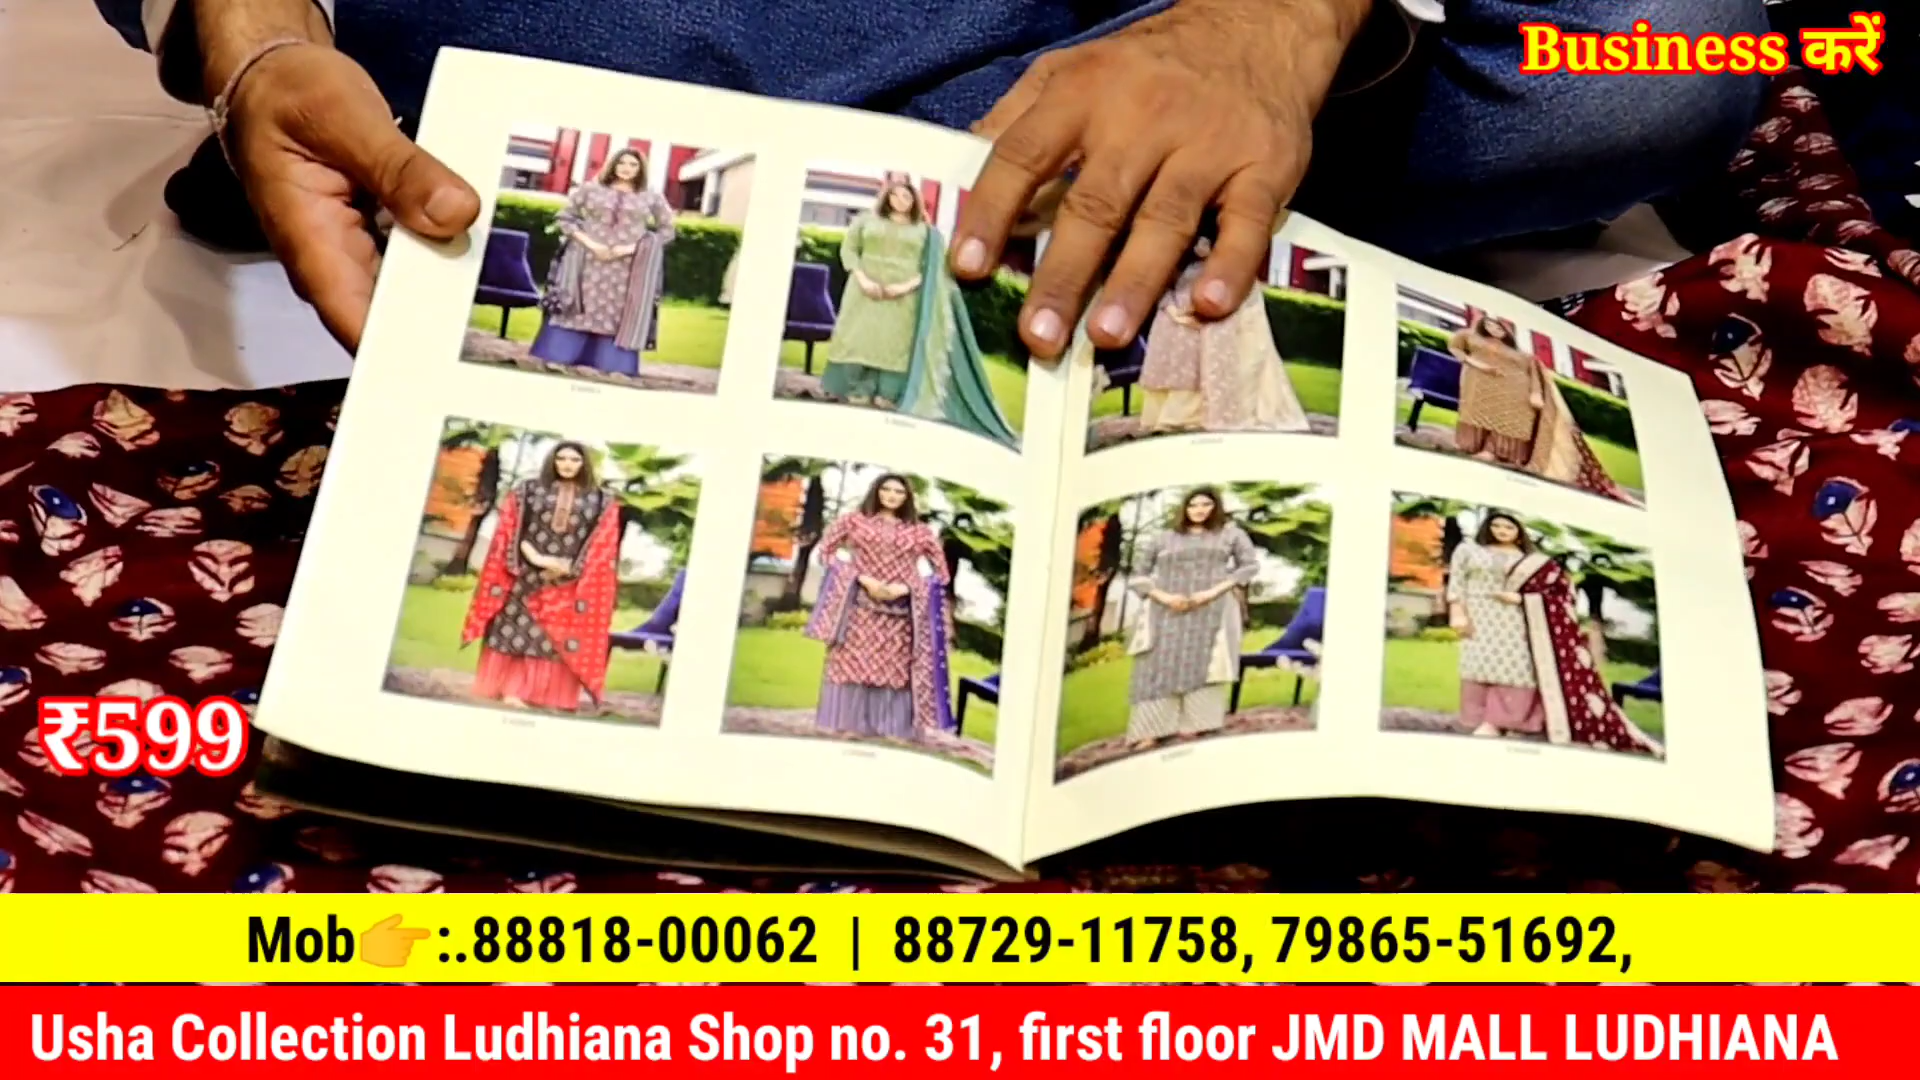 Business करें
₹599
Mob👉:.88818-00062 | 88729-11758, 79865-51692,
Usha Collection Ludhiana Shop no. 31, first floor JMD MALL LUDHIANA